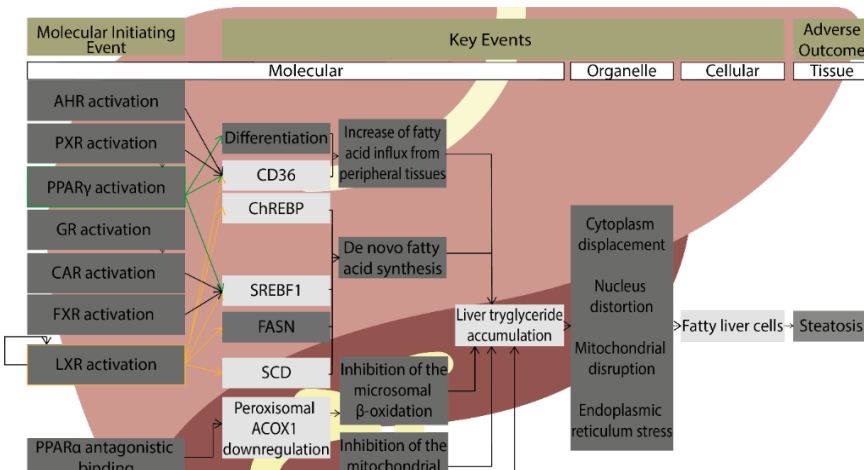 Molecular Initiating
Event
Key Events
Adverse
Outcome
Molecular
Organelle
Cellular
Tissue
AHR activation
PXR activation
PPARγ activation
GR activation
CAR activation
FXR activation
LXR activation
PPARα antagonistic
binding
Differentiation
CD36
ChREBP
SREBF1
FASN
SCD
Peroxisomal
ACOX1
downregulation
Increase of fatty
acid influx from
peripheral tissues
De novo fatty
acid synthesis
Inhibition of the
microsomal
β-oxidation
Inhibition of the
mitochondrial
Liver tryglyceride
accumulation
Cytoplasm
displacement
Nucleus
distortion
Mitochondrial
disruption
Endoplasmic
reticulum stress
Fatty liver cells
Steatosis